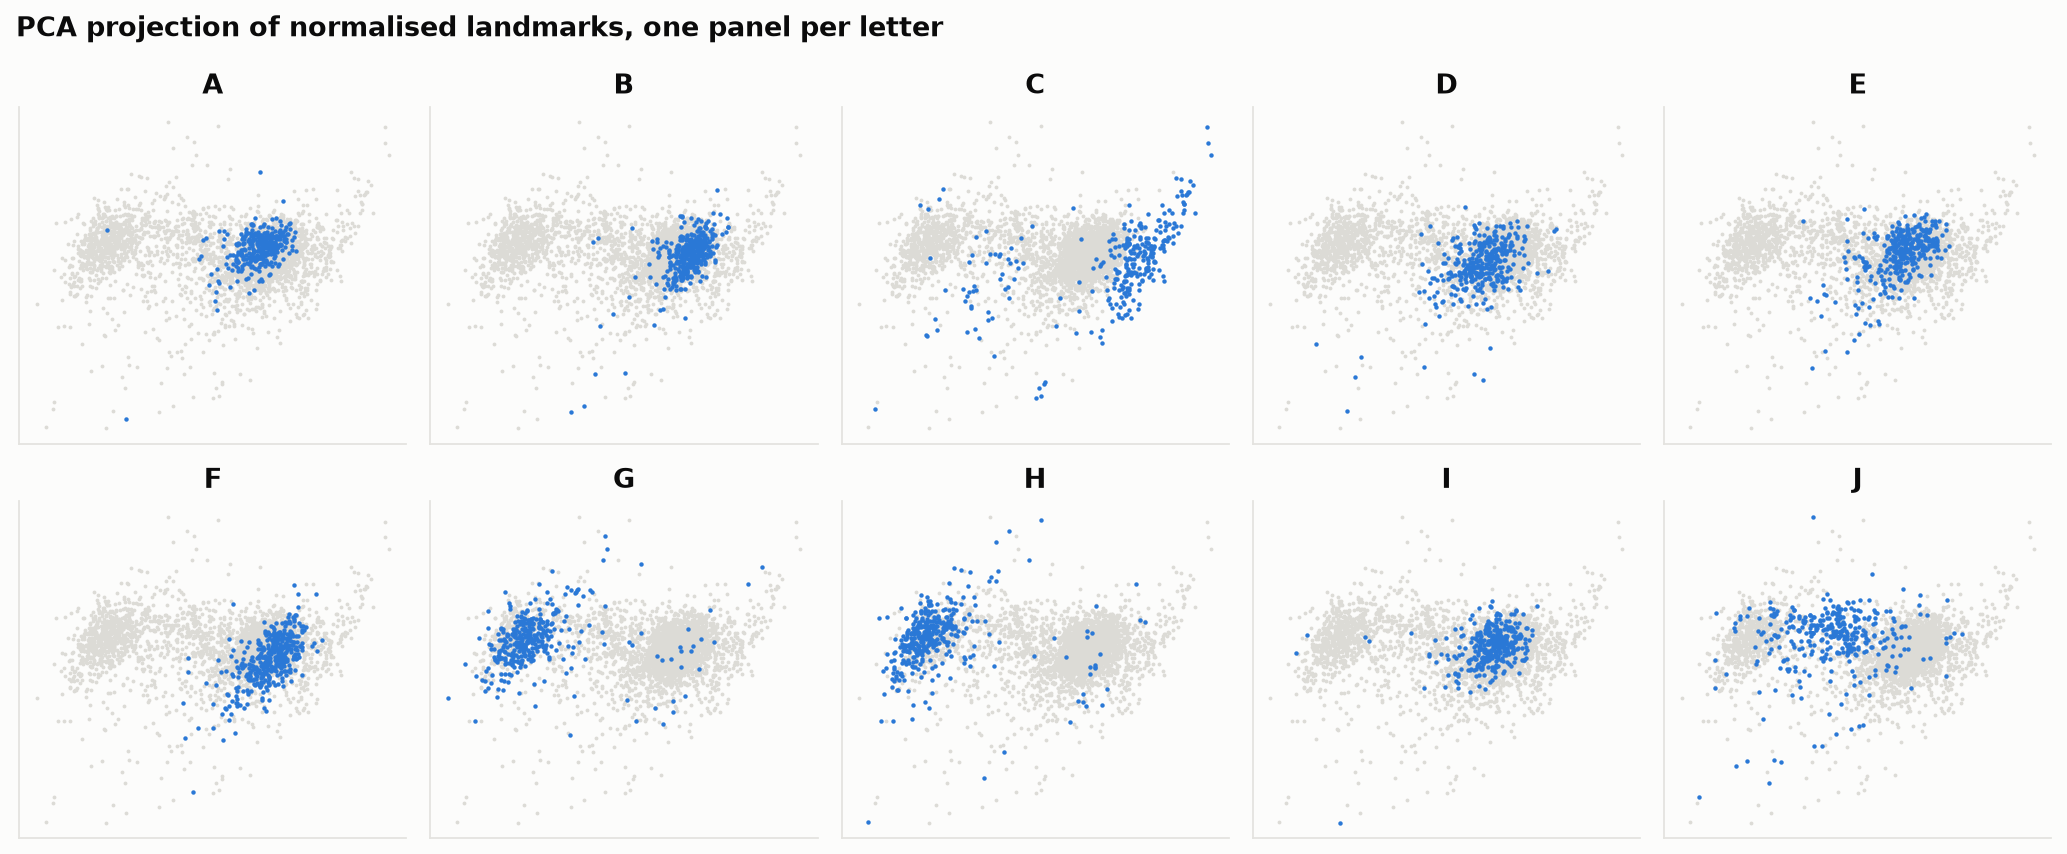 PCA projection of normalised landmarks, one panel per letter
A B C D E
F G H I J